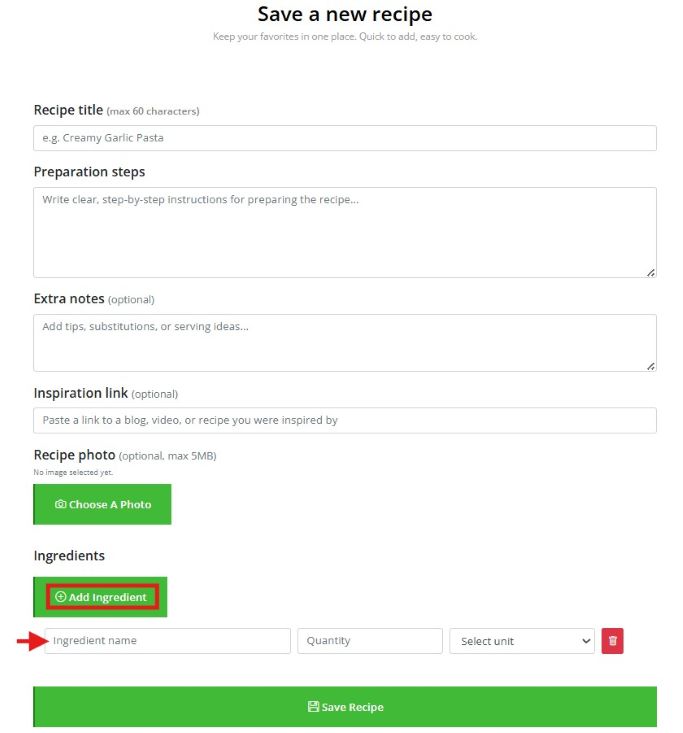 Save a new recipe
Keep your favorites in one place. Quick to add, easy to cook.
Recipe title (max 60 characters)
e.g. Creamy Garlic Pasta
Preparation steps
Write clear, step-by-step instructions for preparing the recipe...
Extra notes (optional)
Add tips, substitutions, or serving ideas...
Inspiration link (optional)
Paste a link to a blog, video, or recipe you were inspired by
Recipe photo (optional, max 5MB)
No image selected yet.
Choose A Photo
Ingredients
Add Ingredient
Ingredient name Quantity Select unit
Save Recipe